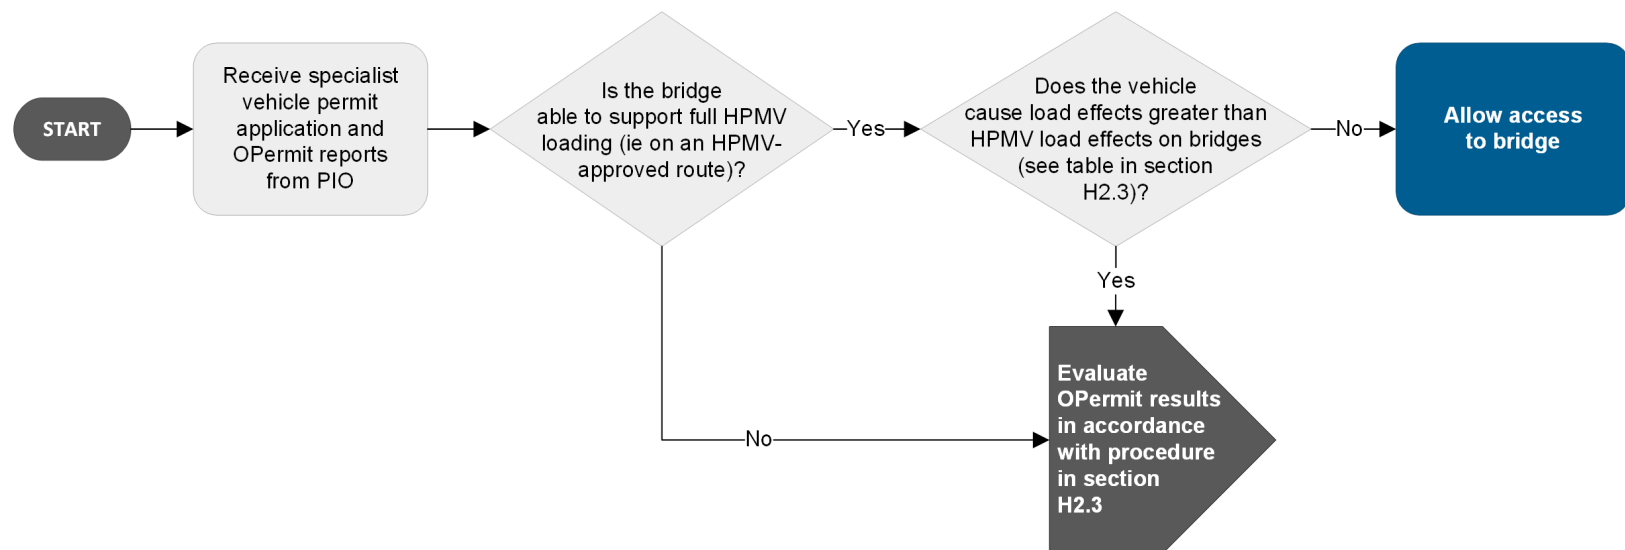 START
Receive specialist
vehicle permit
application and
OPermit reports
from PIO
Is the bridge
able to support full HPMV
loading (ie on an HPMV-
approved route)?
Yes
Does the vehicle
cause load effects greater than
HPMV load effects on bridges
(see table in section
H2.3)?
No
Allow access
to bridge
Yes
No
Evaluate
OPermit results
in accordance
with procedure
in section
H2.3